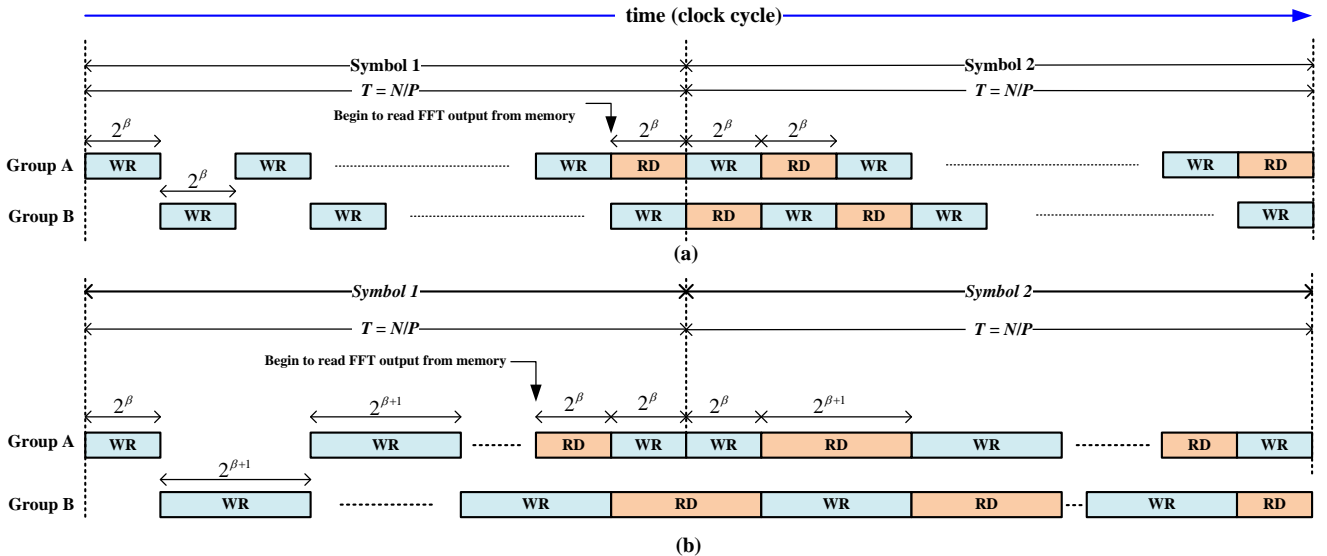 time (clock cycle)
Symbol 1 Symbol 2
T = N/P T = N/P
Begin to read FFT output from memory
2^β 2^β 2^β 2^β
Group A WR WR WR RD WR RD WR WR RD
2^β
Group B WR WR WR RD WR RD WR WR
(a)
Symbol 1 Symbol 2
T = N/P T = N/P
Begin to read FFT output from memory
2^β 2^{β+1} 2^β 2^β 2^β 2^{β+1}
Group A WR WR RD WR WR RD WR RD WR
2^{β+1}
Group B WR WR RD WR RD WR RD
(b)